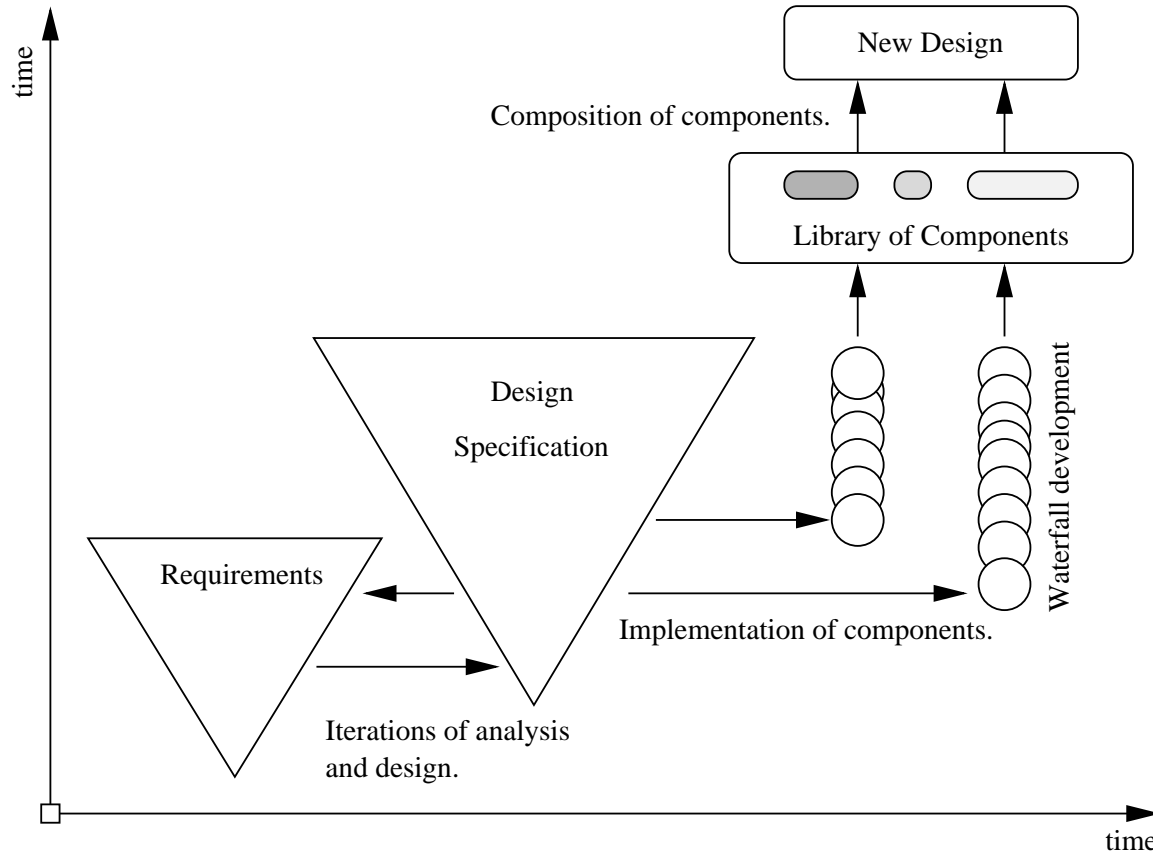 time
New Design
Composition of components.
Library of Components
Design
Specification
Waterfall development
Requirements
Implementation of components.
Iterations of analysis
and design.
time